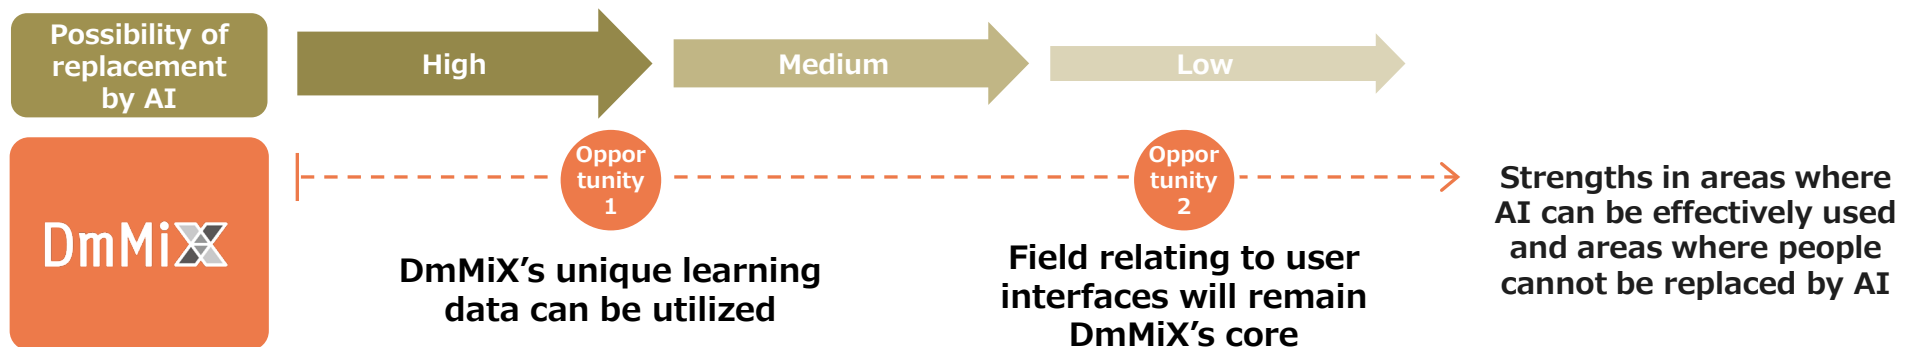 Possibility of
replacement
by AI
High
Medium
Low
DmMiX
Oppor
tunity
1
Oppor
tunity
2
DmMiX’s unique learning
data can be utilized
Field relating to user
interfaces will remain
DmMiX’s core
Strengths in areas where
AI can be effectively used
and areas where people
cannot be replaced by AI